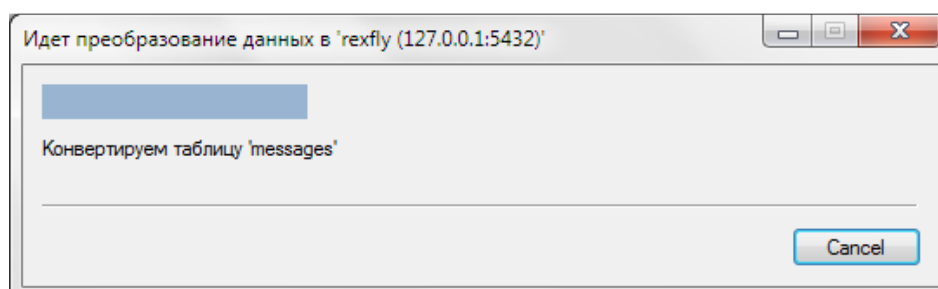 Идет преобразование данных в 'rexfly (127.0.0.1:5432)'
Конвертируем таблицу 'messages'
Cancel